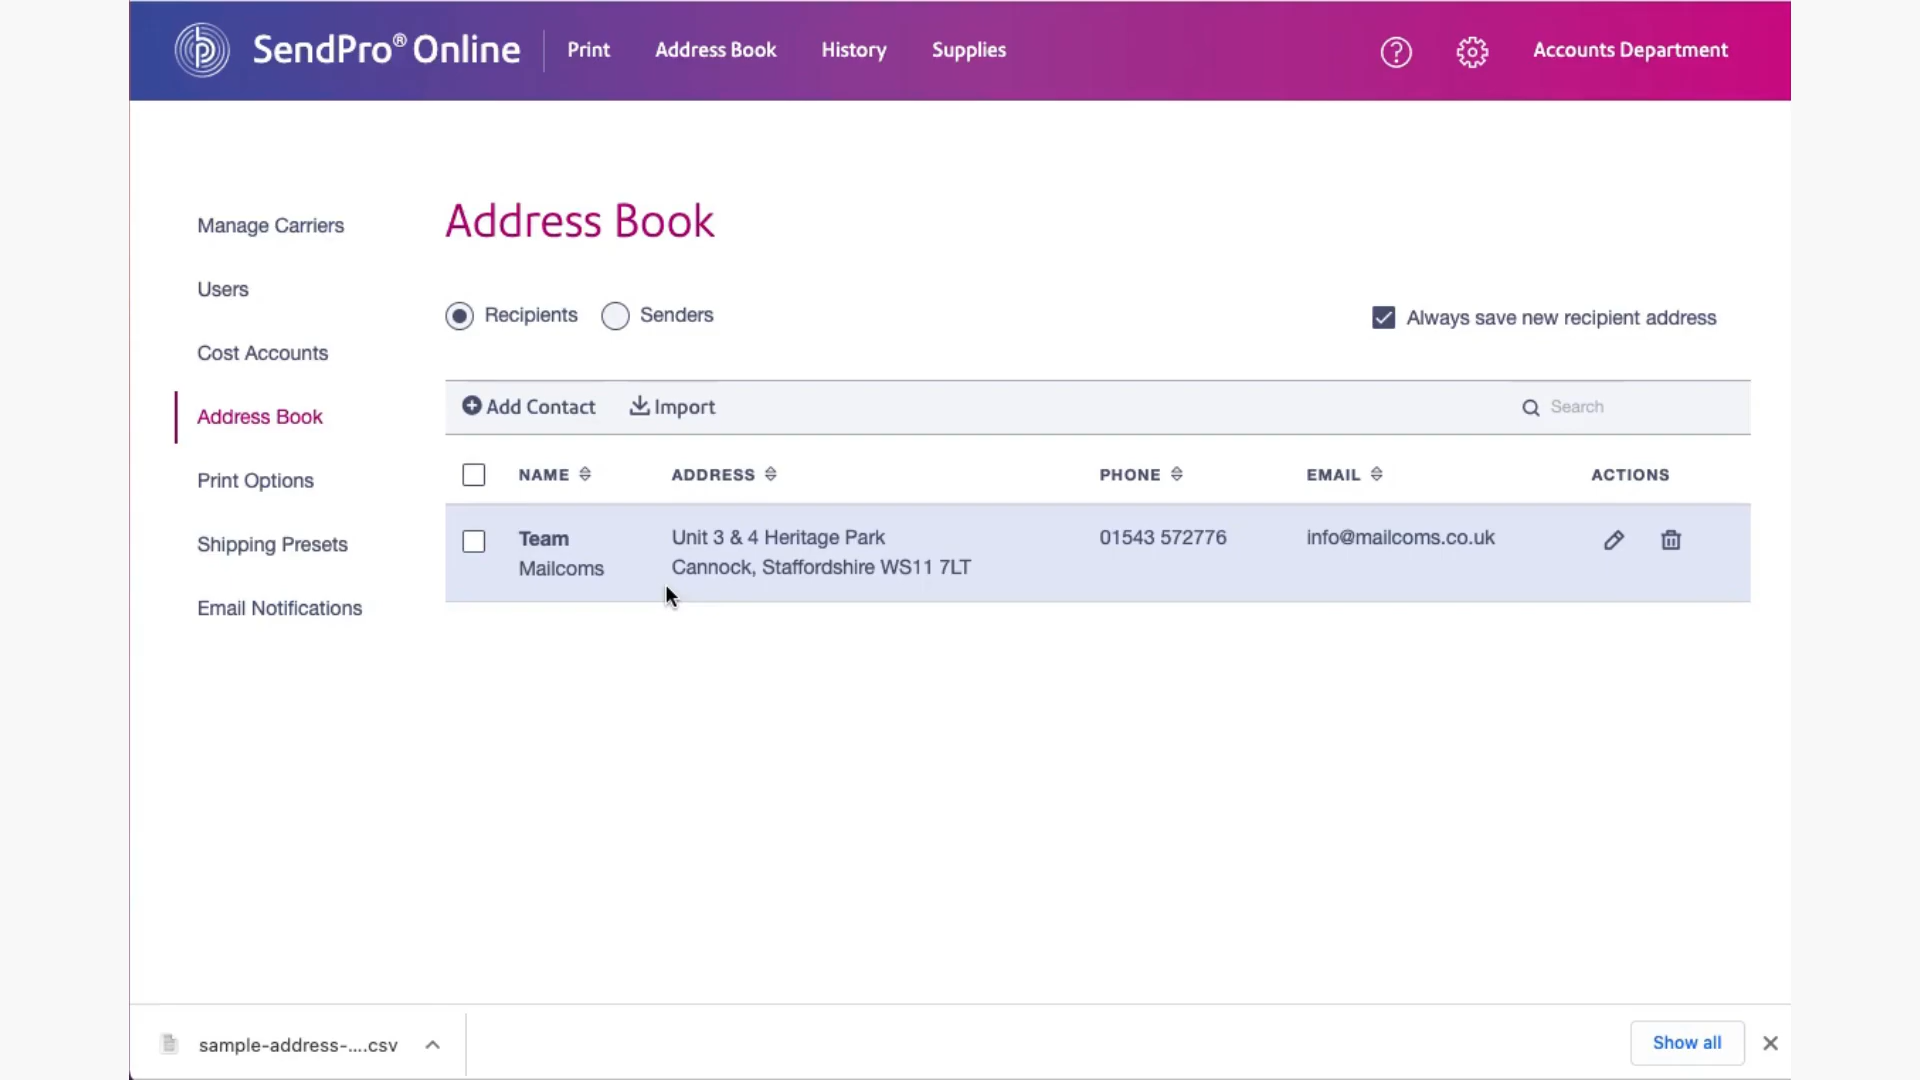 SendPro® Online
Print
Address Book
History
Supplies
Accounts Department
Manage Carriers
Users
Cost Accounts
Address Book
Print Options
Shipping Presets
Email Notifications
Address Book
Recipients
Senders
Always save new recipient address
Add Contact
Import
Search
NAME
ADDRESS
PHONE
EMAIL
ACTIONS
Team
Mailcoms
Unit 3 & 4 Heritage Park
Cannock, Staffordshire WS11 7LT
01543 572776
info@mailcoms.co.uk
sample-address-....csv
Show all